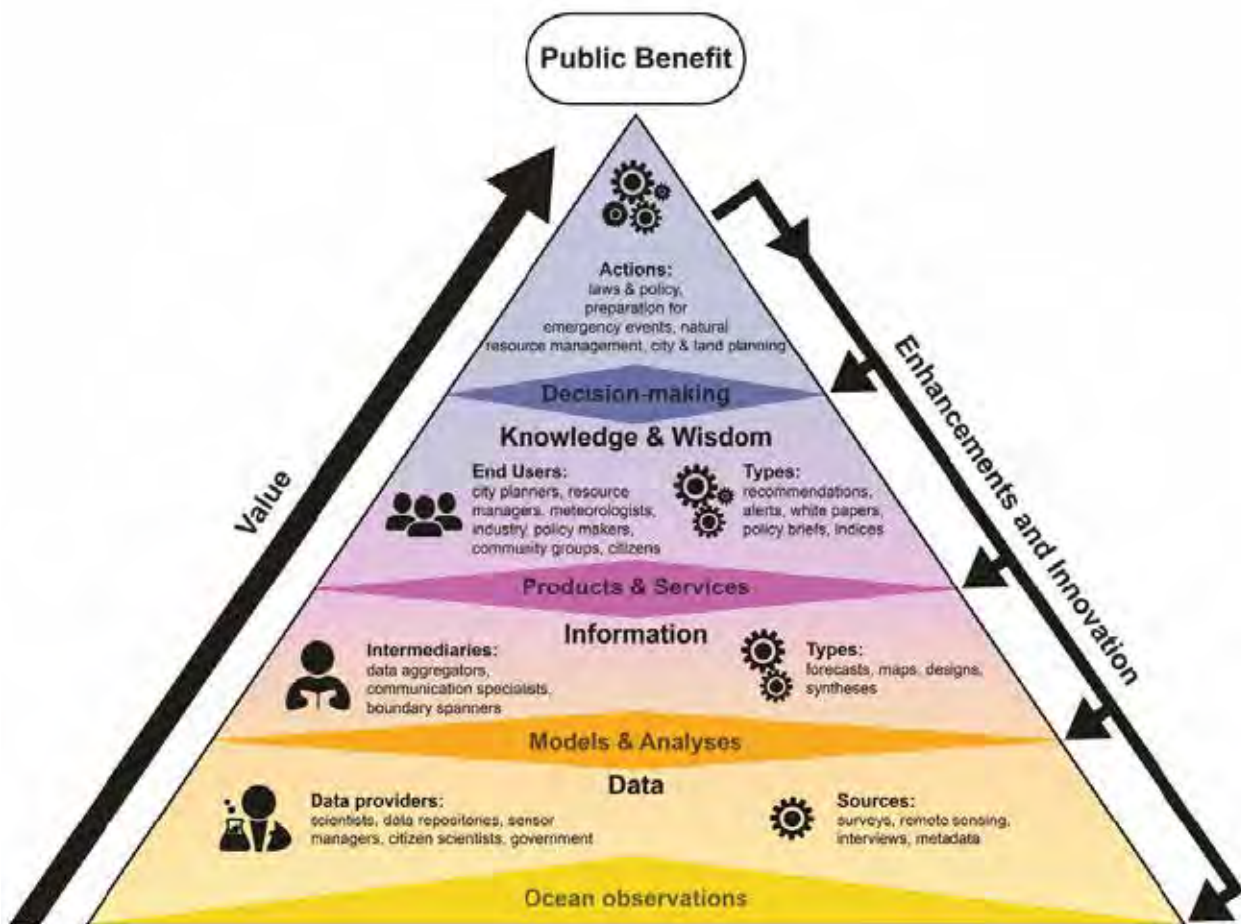 Public Benefit
Actions:
laws & policy,
preparation for
emergency events, natural
resource management, city & land planning
Decision-making
Knowledge & Wisdom
End Users:
city planners, resource
managers, meteorologists,
industry, policy makers,
community groups, citizens
Types:
recommendations,
alerts, white papers,
policy briefs, indices
Products & Services
Information
Intermediaries:
data aggregators,
communication specialists,
boundary spanners
Types:
forecasts, maps, designs,
syntheses
Models & Analyses
Data
Data providers:
scientists, data repositories, sensor
managers, citizen scientists, government
Sources:
surveys, remote sensing,
interviews, metadata
Ocean observations
Value
Enhancements and Innovation